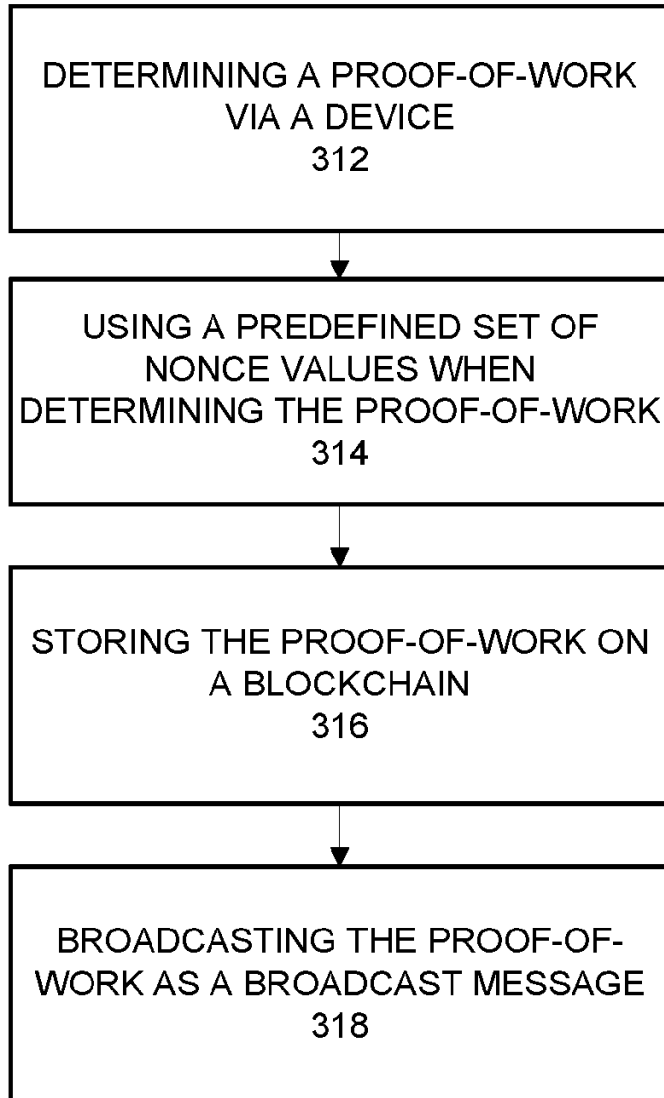 DETERMINING A PROOF-OF-WORK
VIA A DEVICE
312
USING A PREDEFINED SET OF
NONCE VALUES WHEN
DETERMINING THE PROOF-OF-WORK
314
STORING THE PROOF-OF-WORK ON
A BLOCKCHAIN
316
BROADCASTING THE PROOF-OF-
WORK AS A BROADCAST MESSAGE
318